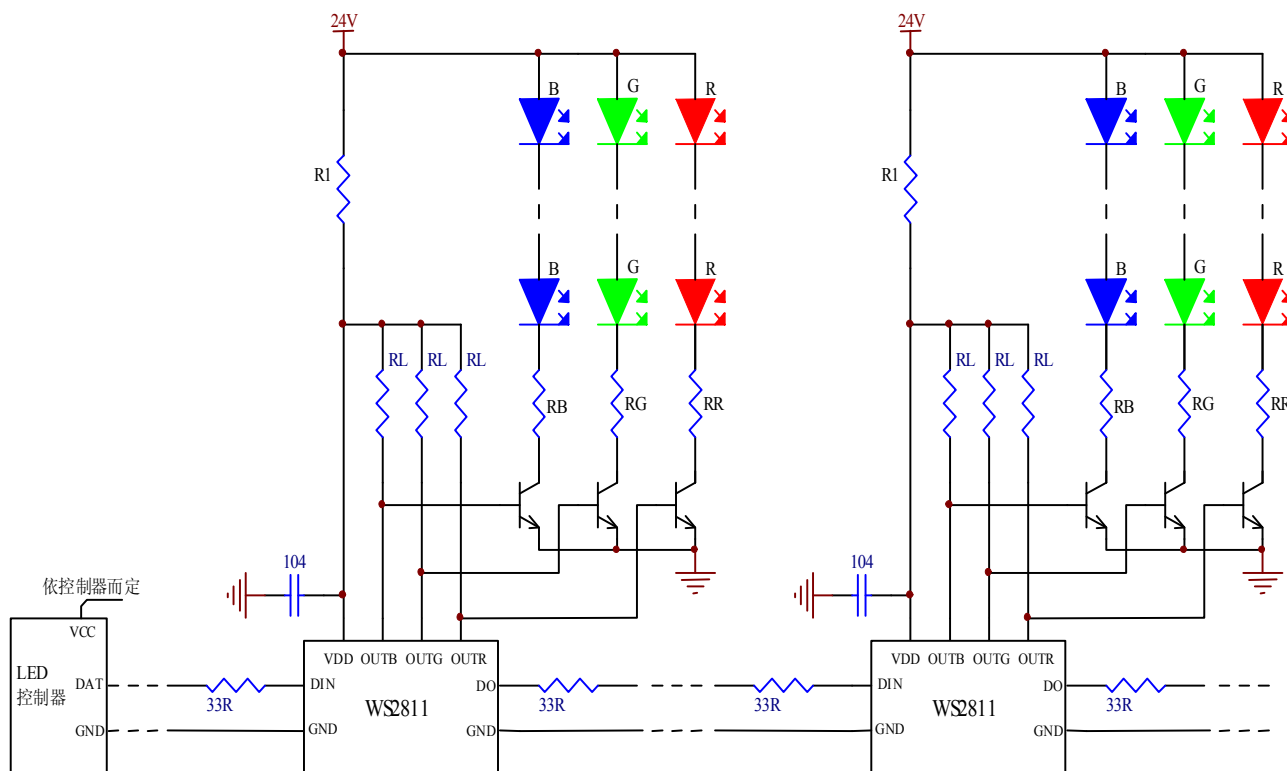 24V
24V
B
G
R
B
G
R
R1
R1
B
G
R
B
G
R
RL
RL
RL
RL
RL
RL
RB
RG
RR
RB
RG
RR
104
104
依控制器而定
VCC
LED
控制器
DAT
GND
33R
VDD OUTB OUTG OUTR
DIN
DO
WS2811
GND
GND
33R
33R
VDD OUTB OUTG OUTR
DIN
DO
WS2811
GND
GND
33R